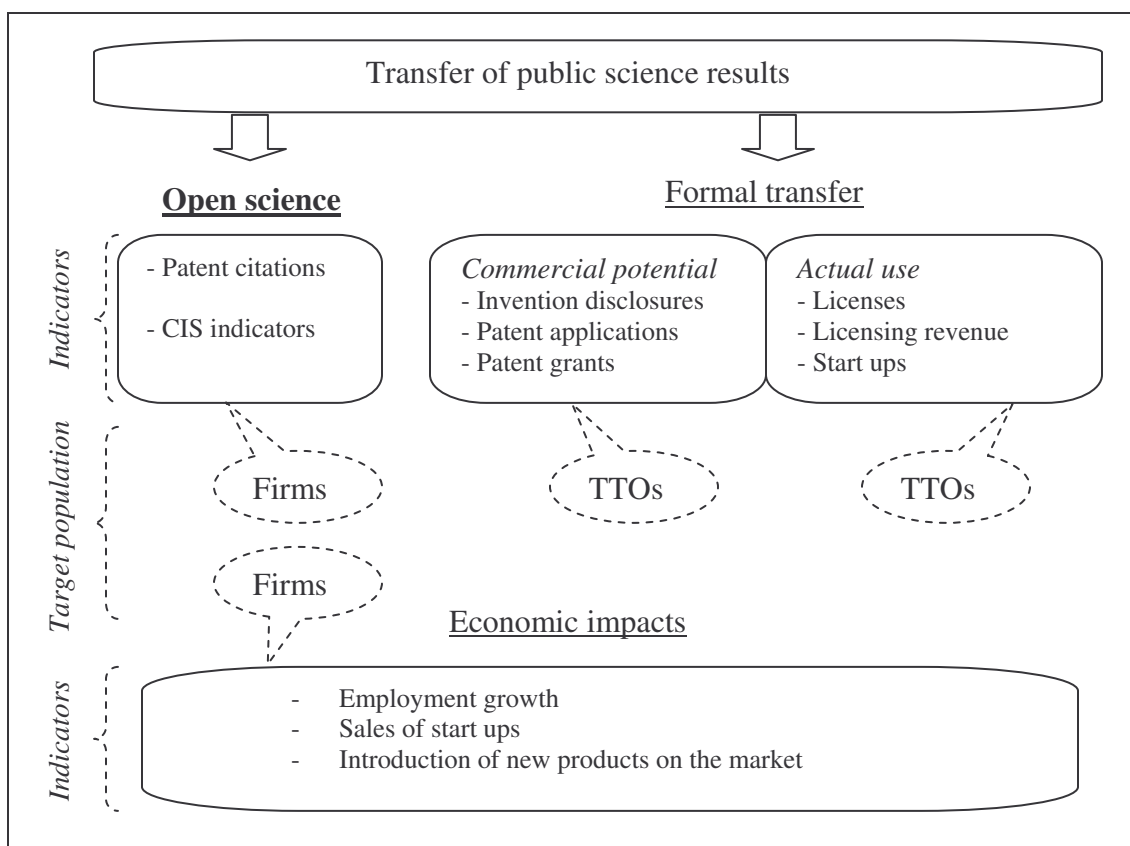 Transfer of public science results
Open science
Formal transfer
Indicators
- Patent citations
- CIS indicators
Commercial potential
- Invention disclosures
- Patent applications
- Patent grants
Actual use
- Licenses
- Licensing revenue
- Start ups
Target population
Firms
TTOs
TTOs
Firms
Economic impacts
Indicators
- Employment growth
- Sales of start ups
- Introduction of new products on the market